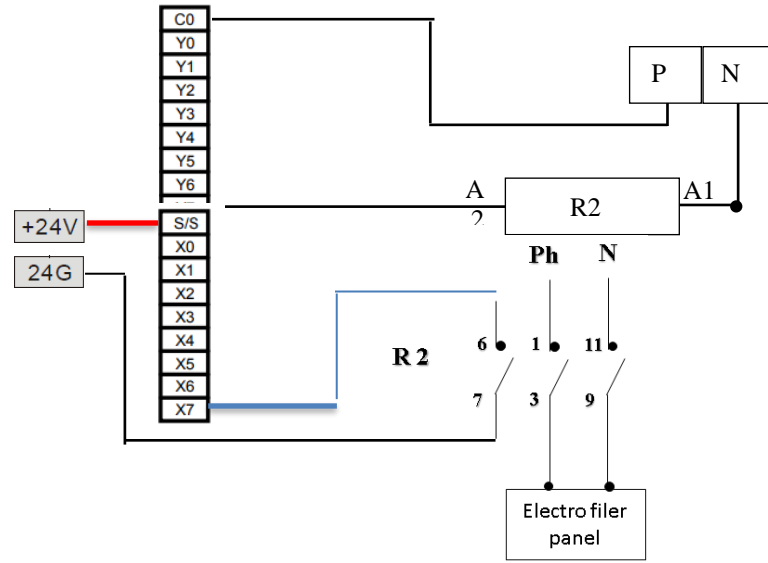 C0
Y0
Y1
Y2
Y3
Y4
Y5
Y6
P N
+24V
24G
S/S
X0
X1
X2
X3
X4
X5
X6
X7
A
2
R2
A1
Ph N
R 2
6 1 11
7 3 9
Electro filer
panel